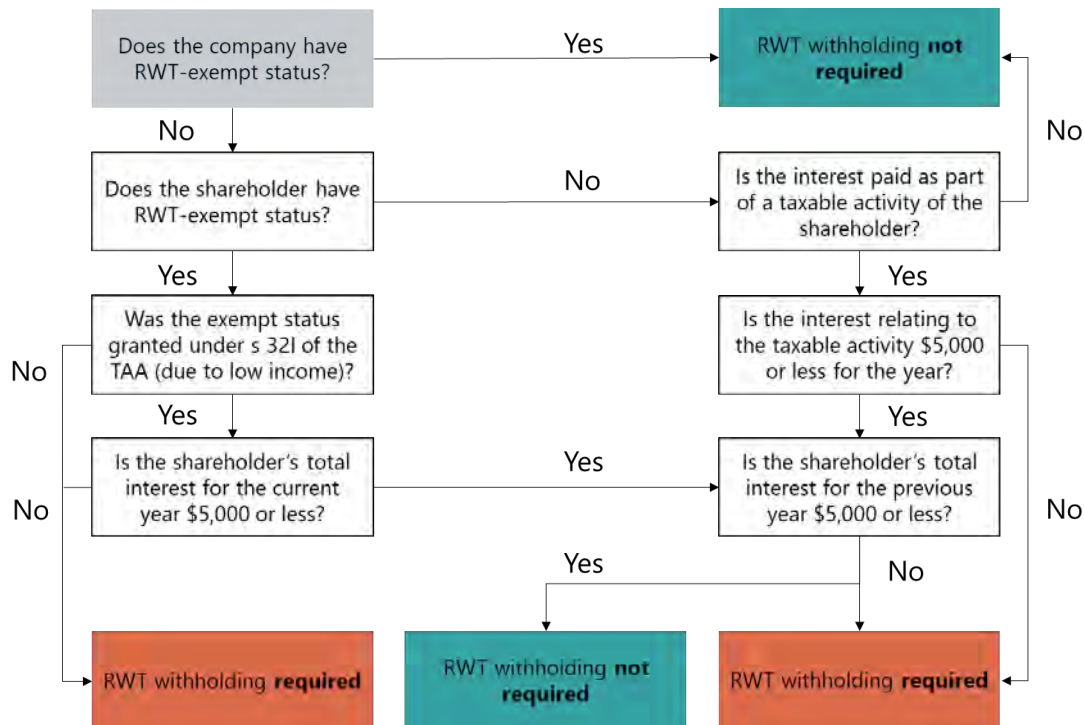 Does the company have
RWT-exempt status?
Yes
RWT withholding not
required
No
No
Does the shareholder have
RWT-exempt status?
No
Is the interest paid as part
of a taxable activity of the
shareholder?
Yes
Yes
Was the exempt status
granted under s 32I of the
TAA (due to low income)?
Is the interest relating to
the taxable activity $5,000
or less for the year?
No
Yes
Yes
Is the shareholder's total
interest for the current
year $5,000 or less?
Yes
Is the shareholder's total
interest for the previous
year $5,000 or less?
No
No
Yes
No
RWT withholding required
RWT withholding not
required
RWT withholding required